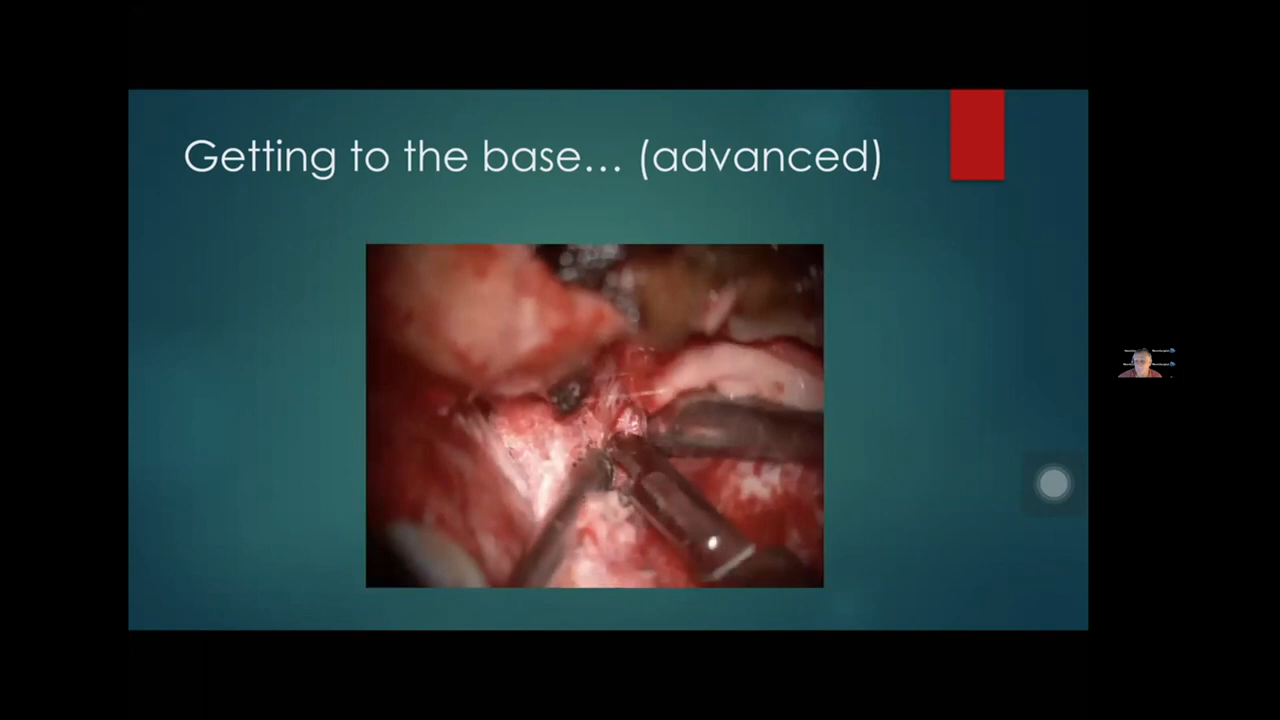 Getting to the base… (advanced)